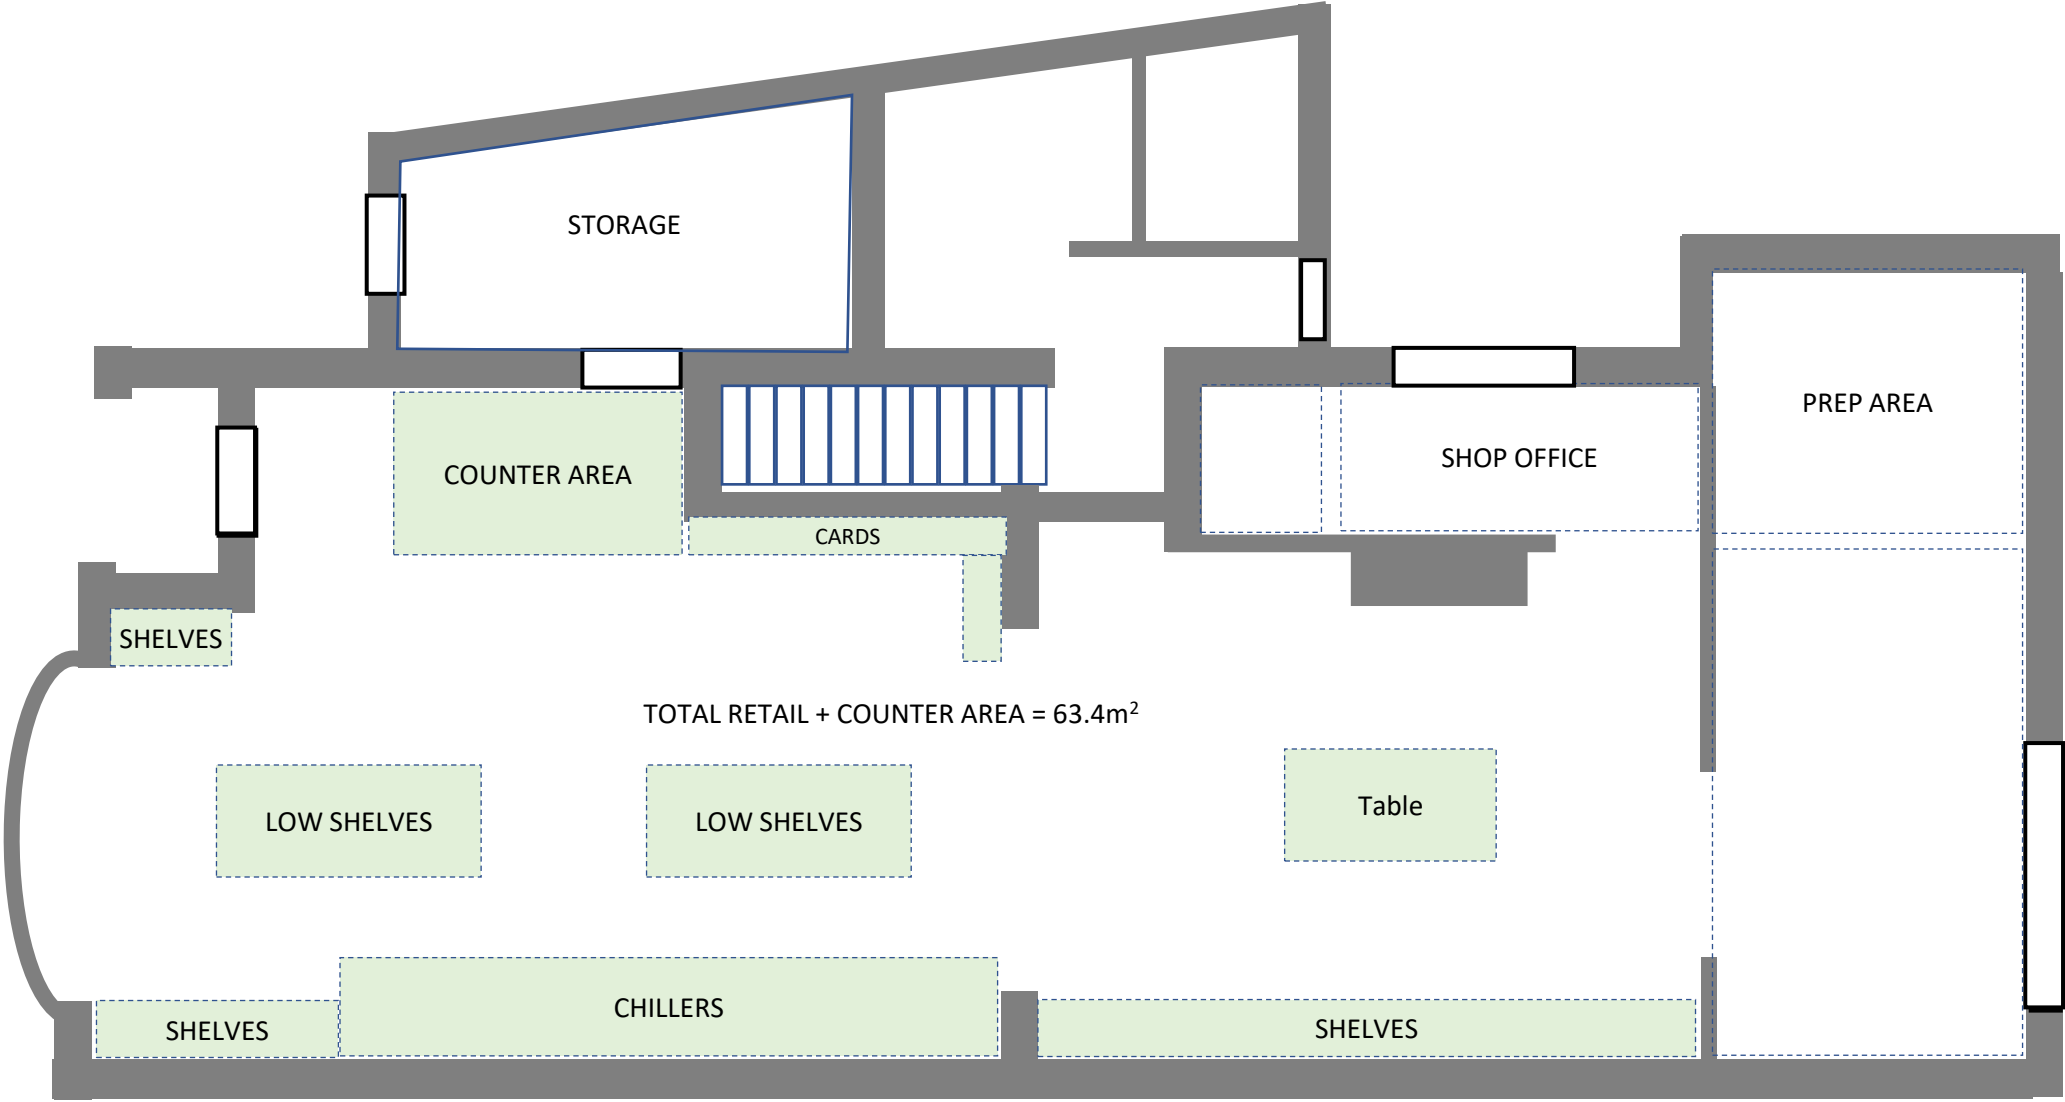 STORAGE
PREP AREA
SHOP OFFICE
COUNTER AREA
CARDS
SHELVES
TOTAL RETAIL + COUNTER AREA = 63.4m²
Table
LOW SHELVES
LOW SHELVES
CHILLERS
SHELVES
SHELVES